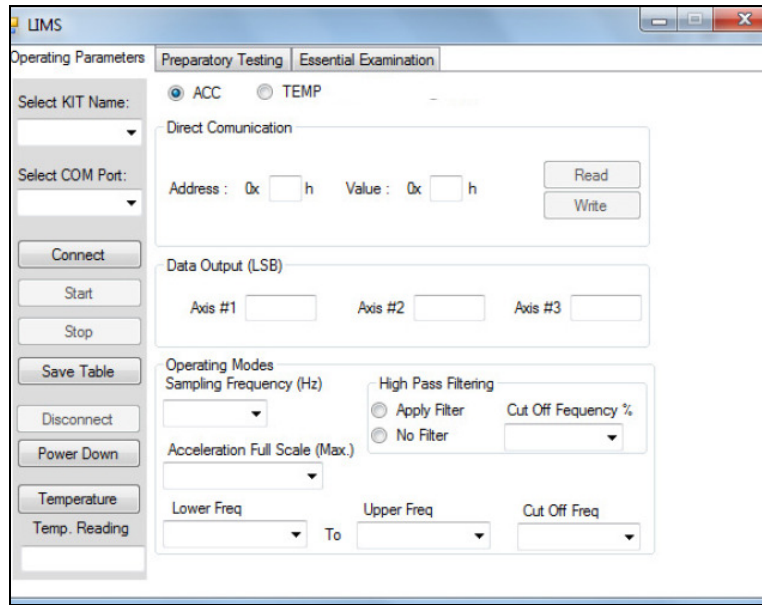 LIMS
Operating Parameters Preparatory Testing Essential Examination
Select KIT Name:
Select COM Port:
Connect
Start
Stop
Save Table
Disconnect
Power Down
Temperature
Temp. Reading
ACC TEMP
Direct Comunication
Address : 0x h Value : 0x h
Read
Write
Data Output (LSB)
Axis #1 Axis #2 Axis #3
Operating Modes
Sampling Frequency (Hz)
High Pass Filtering
Apply Filter
No Filter
Cut Off Fequency %
Acceleration Full Scale (Max.)
Lower Freq To Upper Freq Cut Off Freq